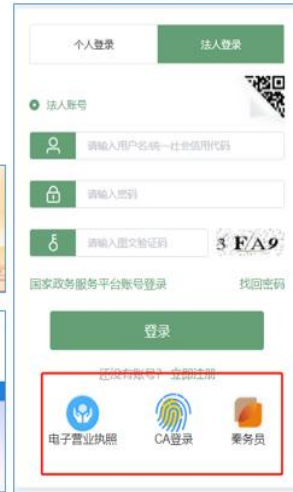 个人登录
法人登录
法人账号
请输入用户名/统一社会信用代码
请输入密码
请输入图文验证码
3 FA9
国家政务服务平台账号登录
找回密码
登录
还没有账号？ 立即注册
电子营业执照
CA登录
秦务员